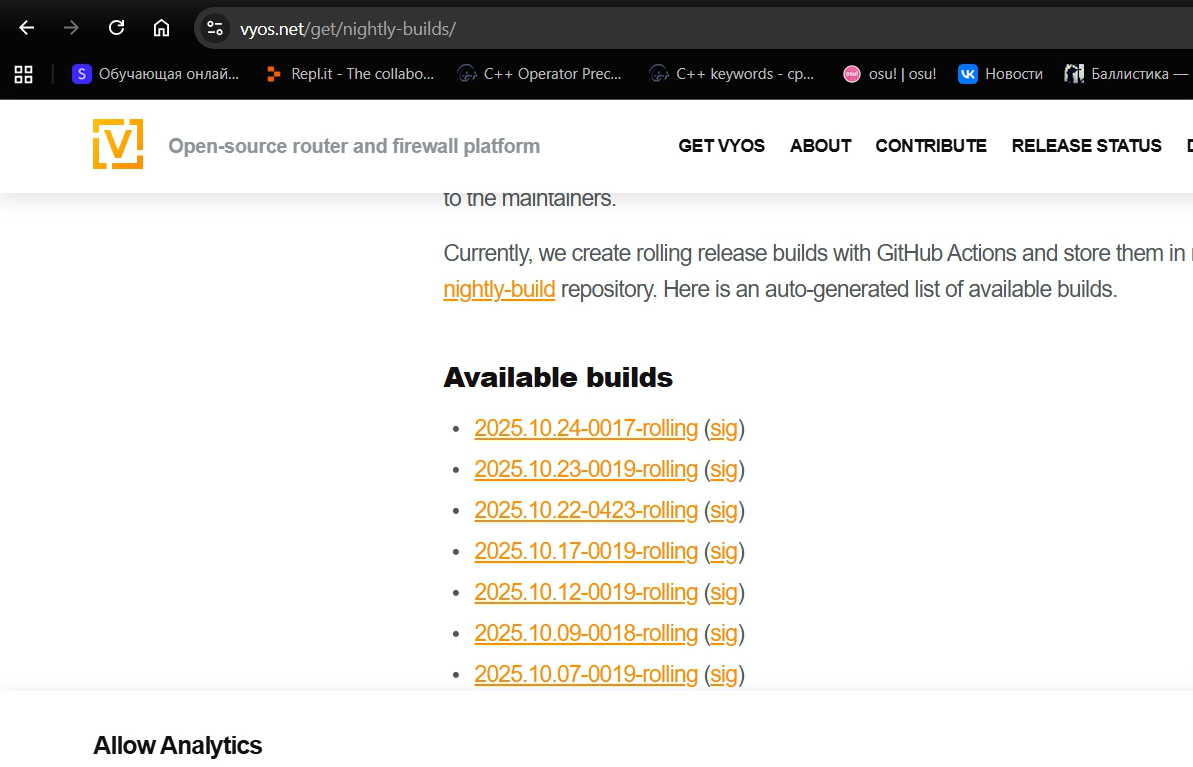 vyos.net/get/nightly-builds/
S Обучающая онлай... Repl.it - The collabo... C++ Operator Prec... C++ keywords - cp... osu! osu! | osu! VK Новости Баллистика —
V Open-source router and firewall platform GET VYOS ABOUT CONTRIBUTE RELEASE STATUS
to the maintainers.
Currently, we create rolling release builds with GitHub Actions and store them in
nightly-build repository. Here is an auto-generated list of available builds.
Available builds
• 2025.10.24-0017-rolling (sig)
• 2025.10.23-0019-rolling (sig)
• 2025.10.22-0423-rolling (sig)
• 2025.10.17-0019-rolling (sig)
• 2025.10.12-0019-rolling (sig)
• 2025.10.09-0018-rolling (sig)
• 2025.10.07-0019-rolling (sig)
Allow Analytics